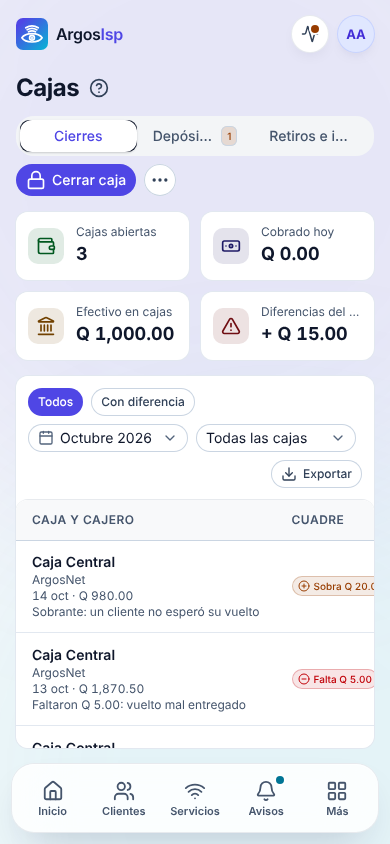 ArgosIsp
AA
Cajas
Cierres
Depósi... 1
Retiros e i...
Cerrar caja
Cajas abiertas
3
Cobrado hoy
Q 0.00
Efectivo en cajas
Q 1,000.00
Diferencias del ...
+ Q 15.00
Todos
Con diferencia
Octubre 2026
Todas las cajas
Exportar
CAJA Y CAJERO
CUADRE
Caja Central
ArgosNet
14 oct · Q 980.00
Sobrante: un cliente no esperó su vuelto
Sobra Q 20.0
Caja Central
ArgosNet
13 oct · Q 1,870.50
Faltaron Q 5.00: vuelto mal entregado
Falta Q 5.00
Caja Central
Inicio
Clientes
Servicios
Avisos
Más